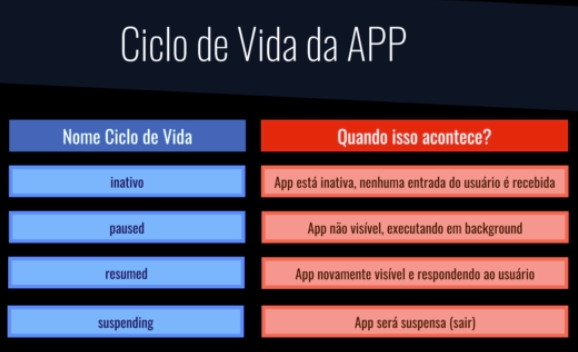 Ciclo de Vida da APP
Nome Ciclo de Vida
Quando isso acontece?
inativo
App está inativa, nenhuma entrada do usuário é recebida
paused
App não visível, executando em background
resumed
App novamente visível e respondendo ao usuário
suspending
App será suspensa (sair)